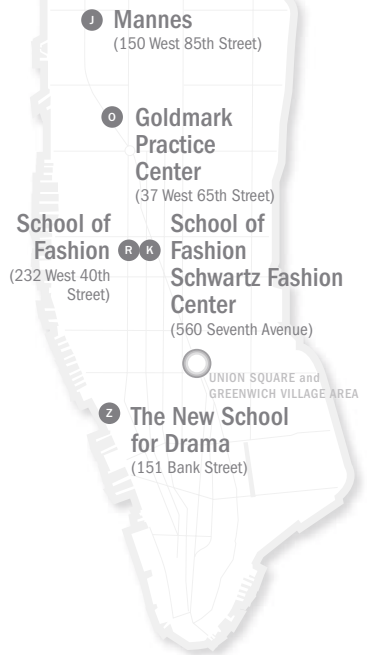 J Mannes
(150 West 85th Street)
O Goldmark
Practice
Center
(37 West 65th Street)
School of
Fashion R
(232 West 40th
Street)
School of
K Fashion
Schwartz Fashion
Center
(560 Seventh Avenue)
UNION SQUARE and
GREENWICH VILLAGE AREA
Z The New School
for Drama
(151 Bank Street)